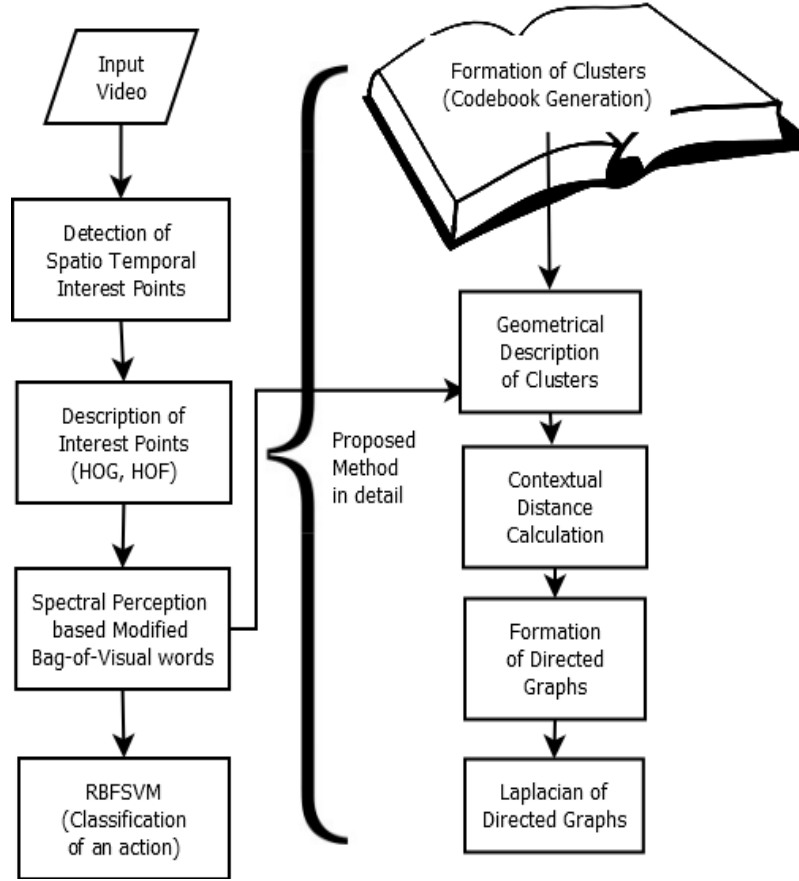 Input
Video
Detection of
Spatio Temporal
Interest Points
Description of
Interest Points
(HOG, HOF)
Spectral Perception
based Modified
Bag-of-Visual words
RBFSVM
(Classification
of an action)
Proposed
Method
in detail
Formation of Clusters
(Codebook Generation)
Geometrical
Description
of Clusters
Contextual
Distance
Calculation
Formation
of Directed
Graphs
Laplacian of
Directed Graphs